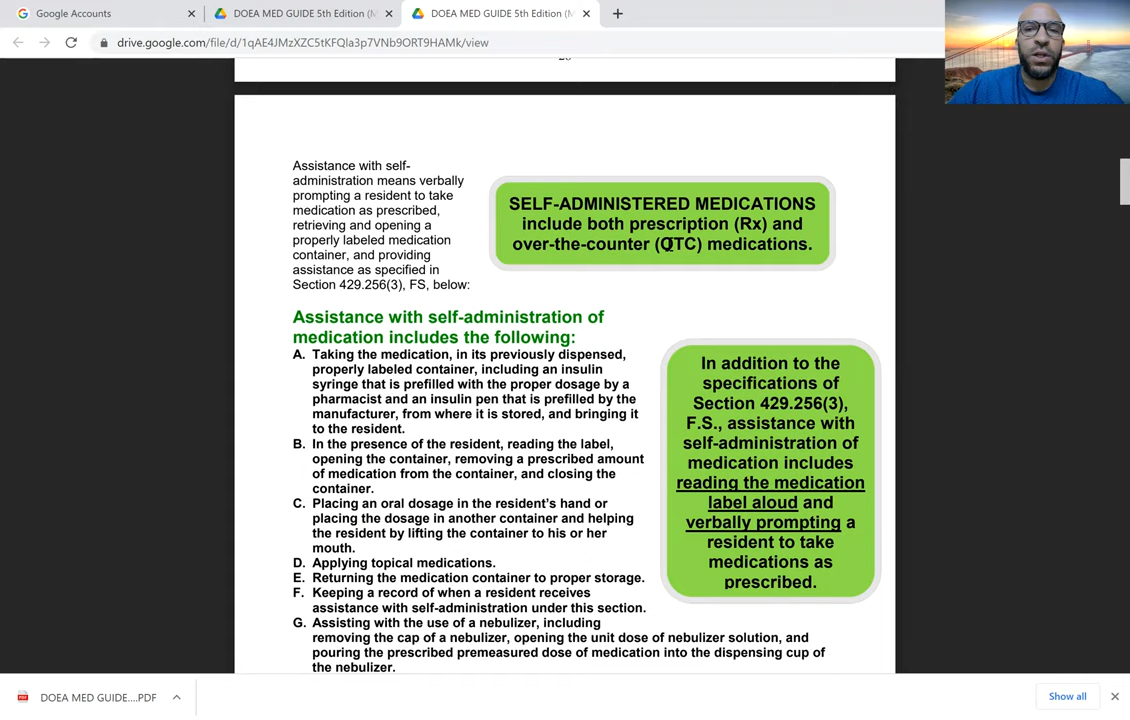 Google Accounts
DOEA MED GUIDE 5th Edition (M
DOEA MED GUIDE 5th Edition (M
drive.google.com/file/d/1qAE4JMzXZC5tKFQla3p7VNb9ORT9HAMk/view
Assistance with self-
administration means verbally
prompting a resident to take
medication as prescribed,
retrieving and opening a
properly labeled medication
container, and providing
assistance as specified in
Section 429.256(3), FS, below:
SELF-ADMINISTERED MEDICATIONS
include both prescription (Rx) and
over-the-counter (OTC) medications.
Assistance with self-administration of
medication includes the following:
A. Taking the medication, in its previously dispensed,
properly labeled container, including an insulin
syringe that is prefilled with the proper dosage by a
pharmacist and an insulin pen that is prefilled by the
manufacturer, from where it is stored, and bringing it
to the resident.
B. In the presence of the resident, reading the label,
opening the container, removing a prescribed amount
of medication from the container, and closing the
container.
C. Placing an oral dosage in the resident's hand or
placing the dosage in another container and helping
the resident by lifting the container to his or her
mouth.
D. Applying topical medications.
E. Returning the medication container to proper storage.
F. Keeping a record of when a resident receives
assistance with self-administration under this section.
G. Assisting with the use of a nebulizer, including
removing the cap of a nebulizer, opening the unit dose of nebulizer solution, and
pouring the prescribed premeasured dose of medication into the dispensing cup of
the nebulizer.
In addition to the
specifications of
Section 429.256(3),
F.S., assistance with
self-administration of
medication includes
reading the medication
label aloud and
verbally prompting a
resident to take
medications as
prescribed.
DOEA MED GUIDE....PDF
Show all